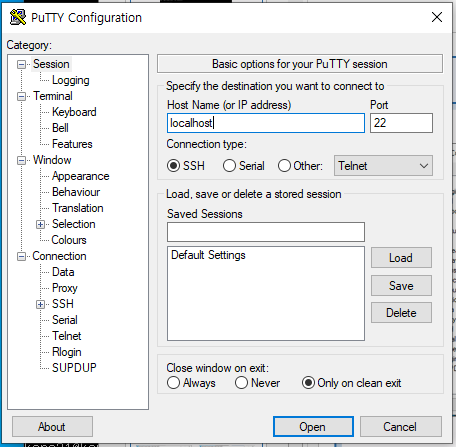 PuTTY Configuration
Category:
Session
Logging
Terminal
Keyboard
Bell
Features
Window
Appearance
Behaviour
Translation
Selection
Colours
Connection
Data
Proxy
SSH
Serial
Telnet
Rlogin
SUPDUP
Basic options for your PuTTY session
Specify the destination you want to connect to
Host Name (or IP address) Port
localhost 22
Connection type:
SSH Serial Other: Telnet
Load, save or delete a stored session
Saved Sessions
Default Settings
Load
Save
Delete
Close window on exit:
Always Never Only on clean exit
About Open Cancel